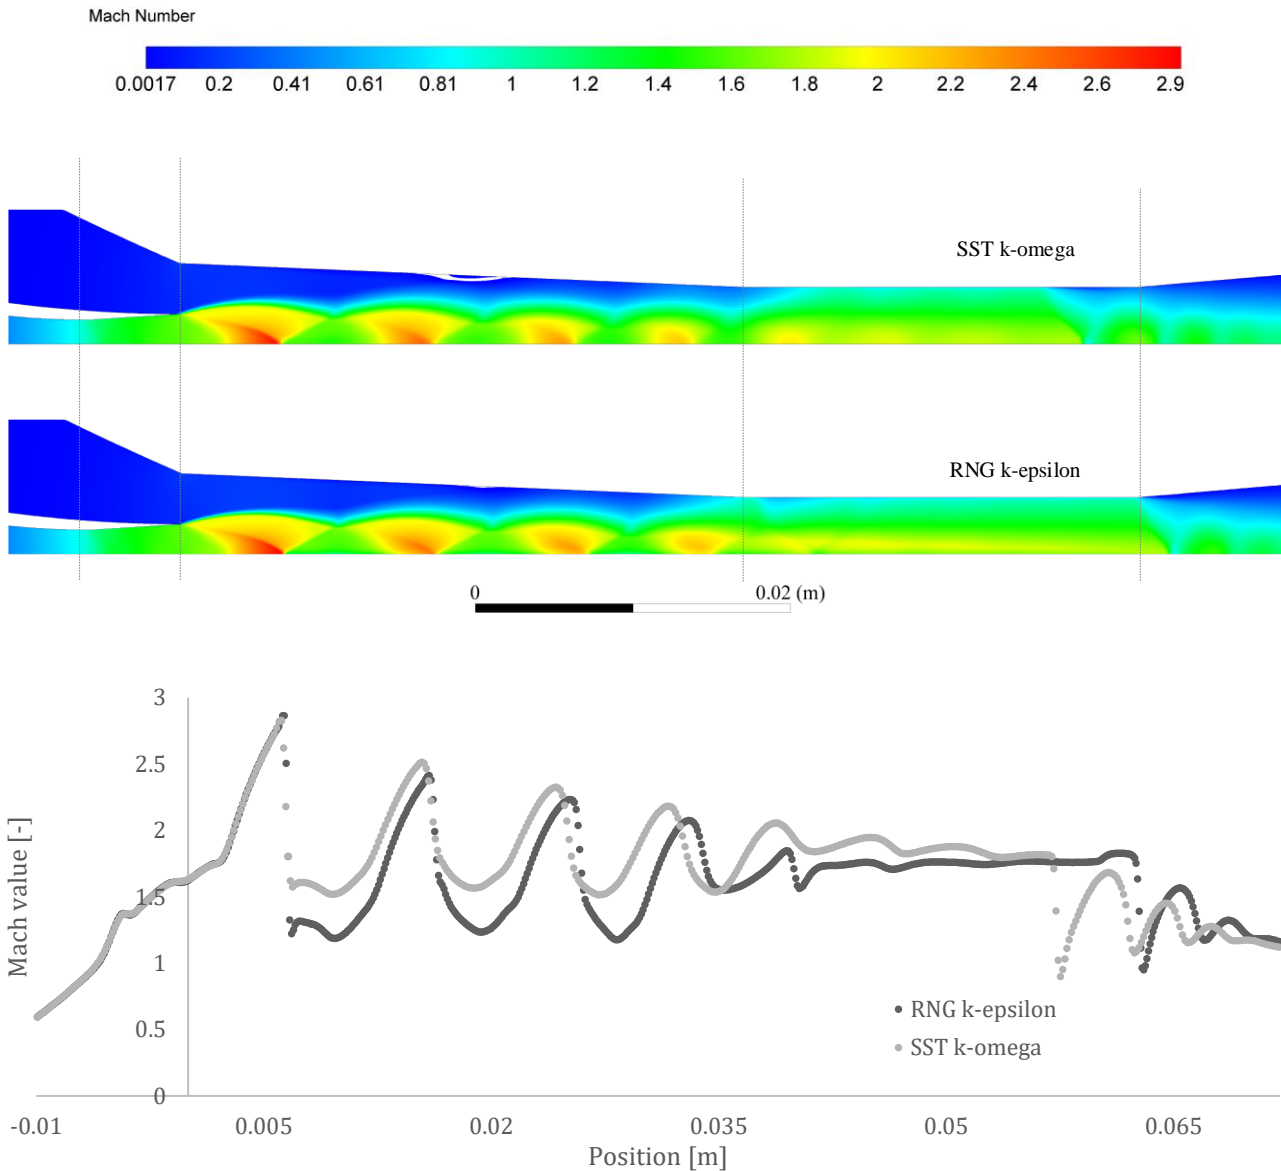 Mach Number
0.0017 0.2 0.41 0.61 0.81 1 1.2 1.4 1.6 1.8 2 2.2 2.4 2.6 2.9
SST k-omega
RNG k-epsilon
0 0.02 (m)
3
2.5
2
1.5
1
0.5
0
Mach value [-]
RNG k-epsilon
SST k-omega
-0.01 0.005 0.02 0.035 0.05 0.065
Position [m]